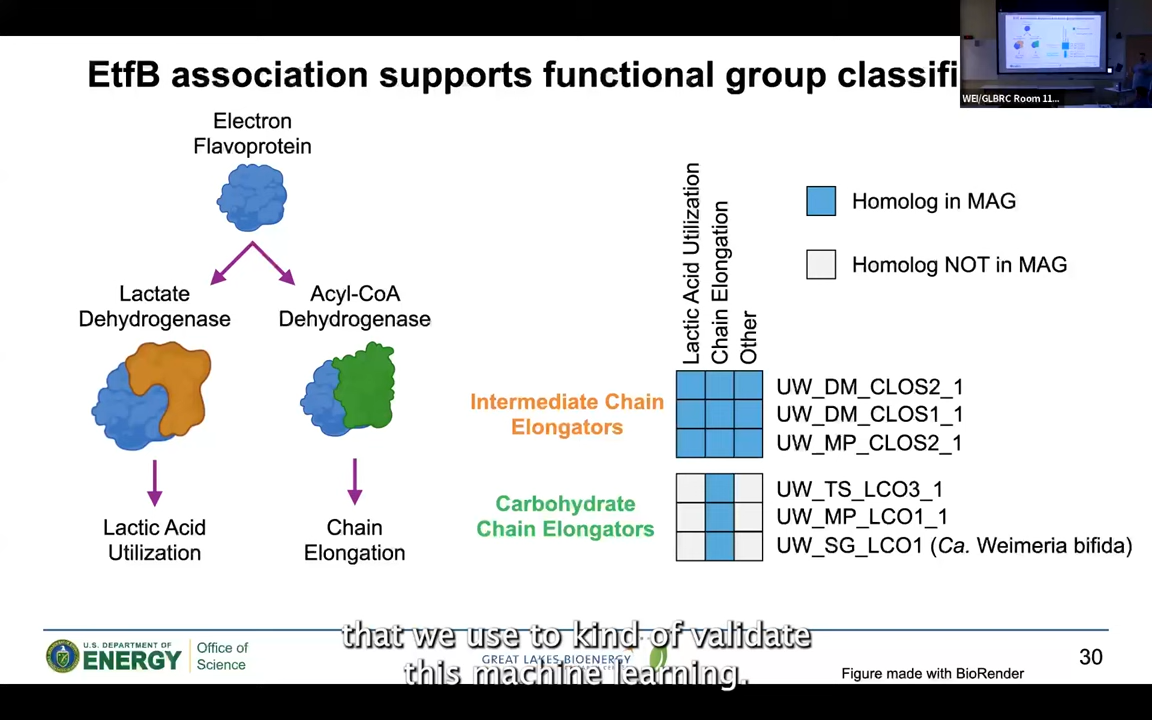 EtfB association supports functional group classifi
WEI/GLBRC Room 11...
Electron
Flavoprotein
Lactate
Dehydrogenase
Acyl-CoA
Dehydrogenase
Lactic Acid
Utilization
Chain
Elongation
Lactic Acid Utilization
Chain Elongation
Other
Homolog in MAG
Homolog NOT in MAG
Intermediate Chain
Elongators
UW_DM_CLOS2_1
UW_DM_CLOS1_1
UW_MP_CLOS2_1
Carbohydrate
Chain Elongators
UW_TS_LCO3_1
UW_MP_LCO1_1
UW_SG_LCO1 (Ca. Weimeria bifida)
U.S. DEPARTMENT OF
ENERGY
Office of
Science
GREAT LAKES BIOENERGY
that we use to kind of validate
this machine learning.
Figure made with BioRender
30